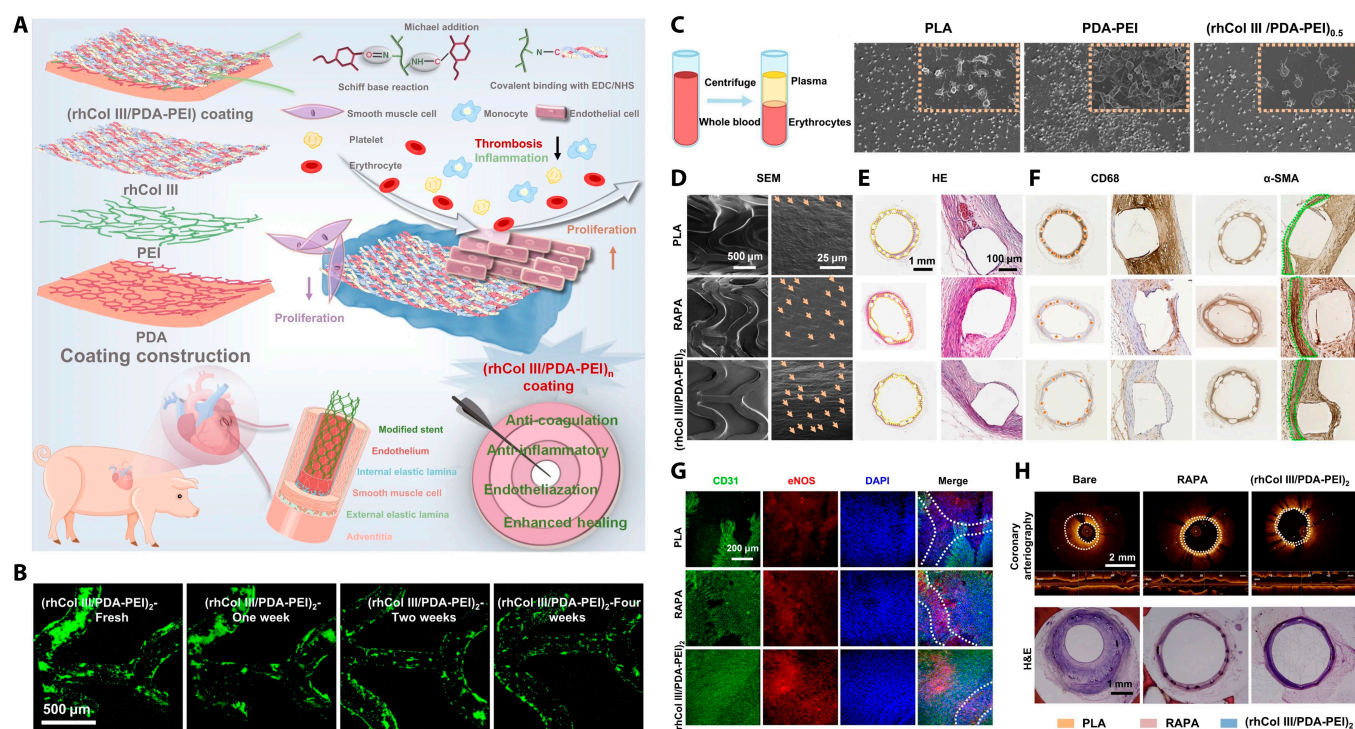 A
Michael addition
C=N
NH
C
N
C
Schiff base reaction
Covalent binding with EDC/NHS
(rhCol III/PDA-PEI) coating
Smooth muscle cell
Monocyte
Endothelial cell
Platelet
Thrombosis
Inflammation
Erythrocyte
rhCol III
PEI
Proliferation
Proliferation
PDA
Coating construction
(rhCol III/PDA-PEI)n
coating
Anti-coagulation
Anti-inflammatory
Endotheliazation
Enhanced healing
Modified stent
Endothelium
Internal elastic lamina
Smooth muscle cell
External elastic lamina
Adventitia
B
(rhCol III/PDA-PEI)2-
Fresh
(rhCol III/PDA-PEI)2-
One week
(rhCol III/PDA-PEI)2-
Two weeks
(rhCol III/PDA-PEI)2-Four
weeks
500 µm
C
PLA
PDA-PEI
(rhCol III /PDA-PEI)0.5
Centrifuge
Plasma
Whole blood
Erythrocytes
D
SEM
E
HE
F
CD68
α-SMA
PLA
RAPA
(rhCol III/PDA-PEI)2
500 µm
25 µm
1 mm
100 µm
G
CD31
eNOS
DAPI
Merge
PLA
RAPA
(rhCol III/PDA-PEI)2
200 µm
H
Bare
RAPA
(rhCol III/PDA-PEI)2
Coronary
arteriography
2 mm
H&E
1 mm
PLA
RAPA
(rhCol III/PDA-PEI)2